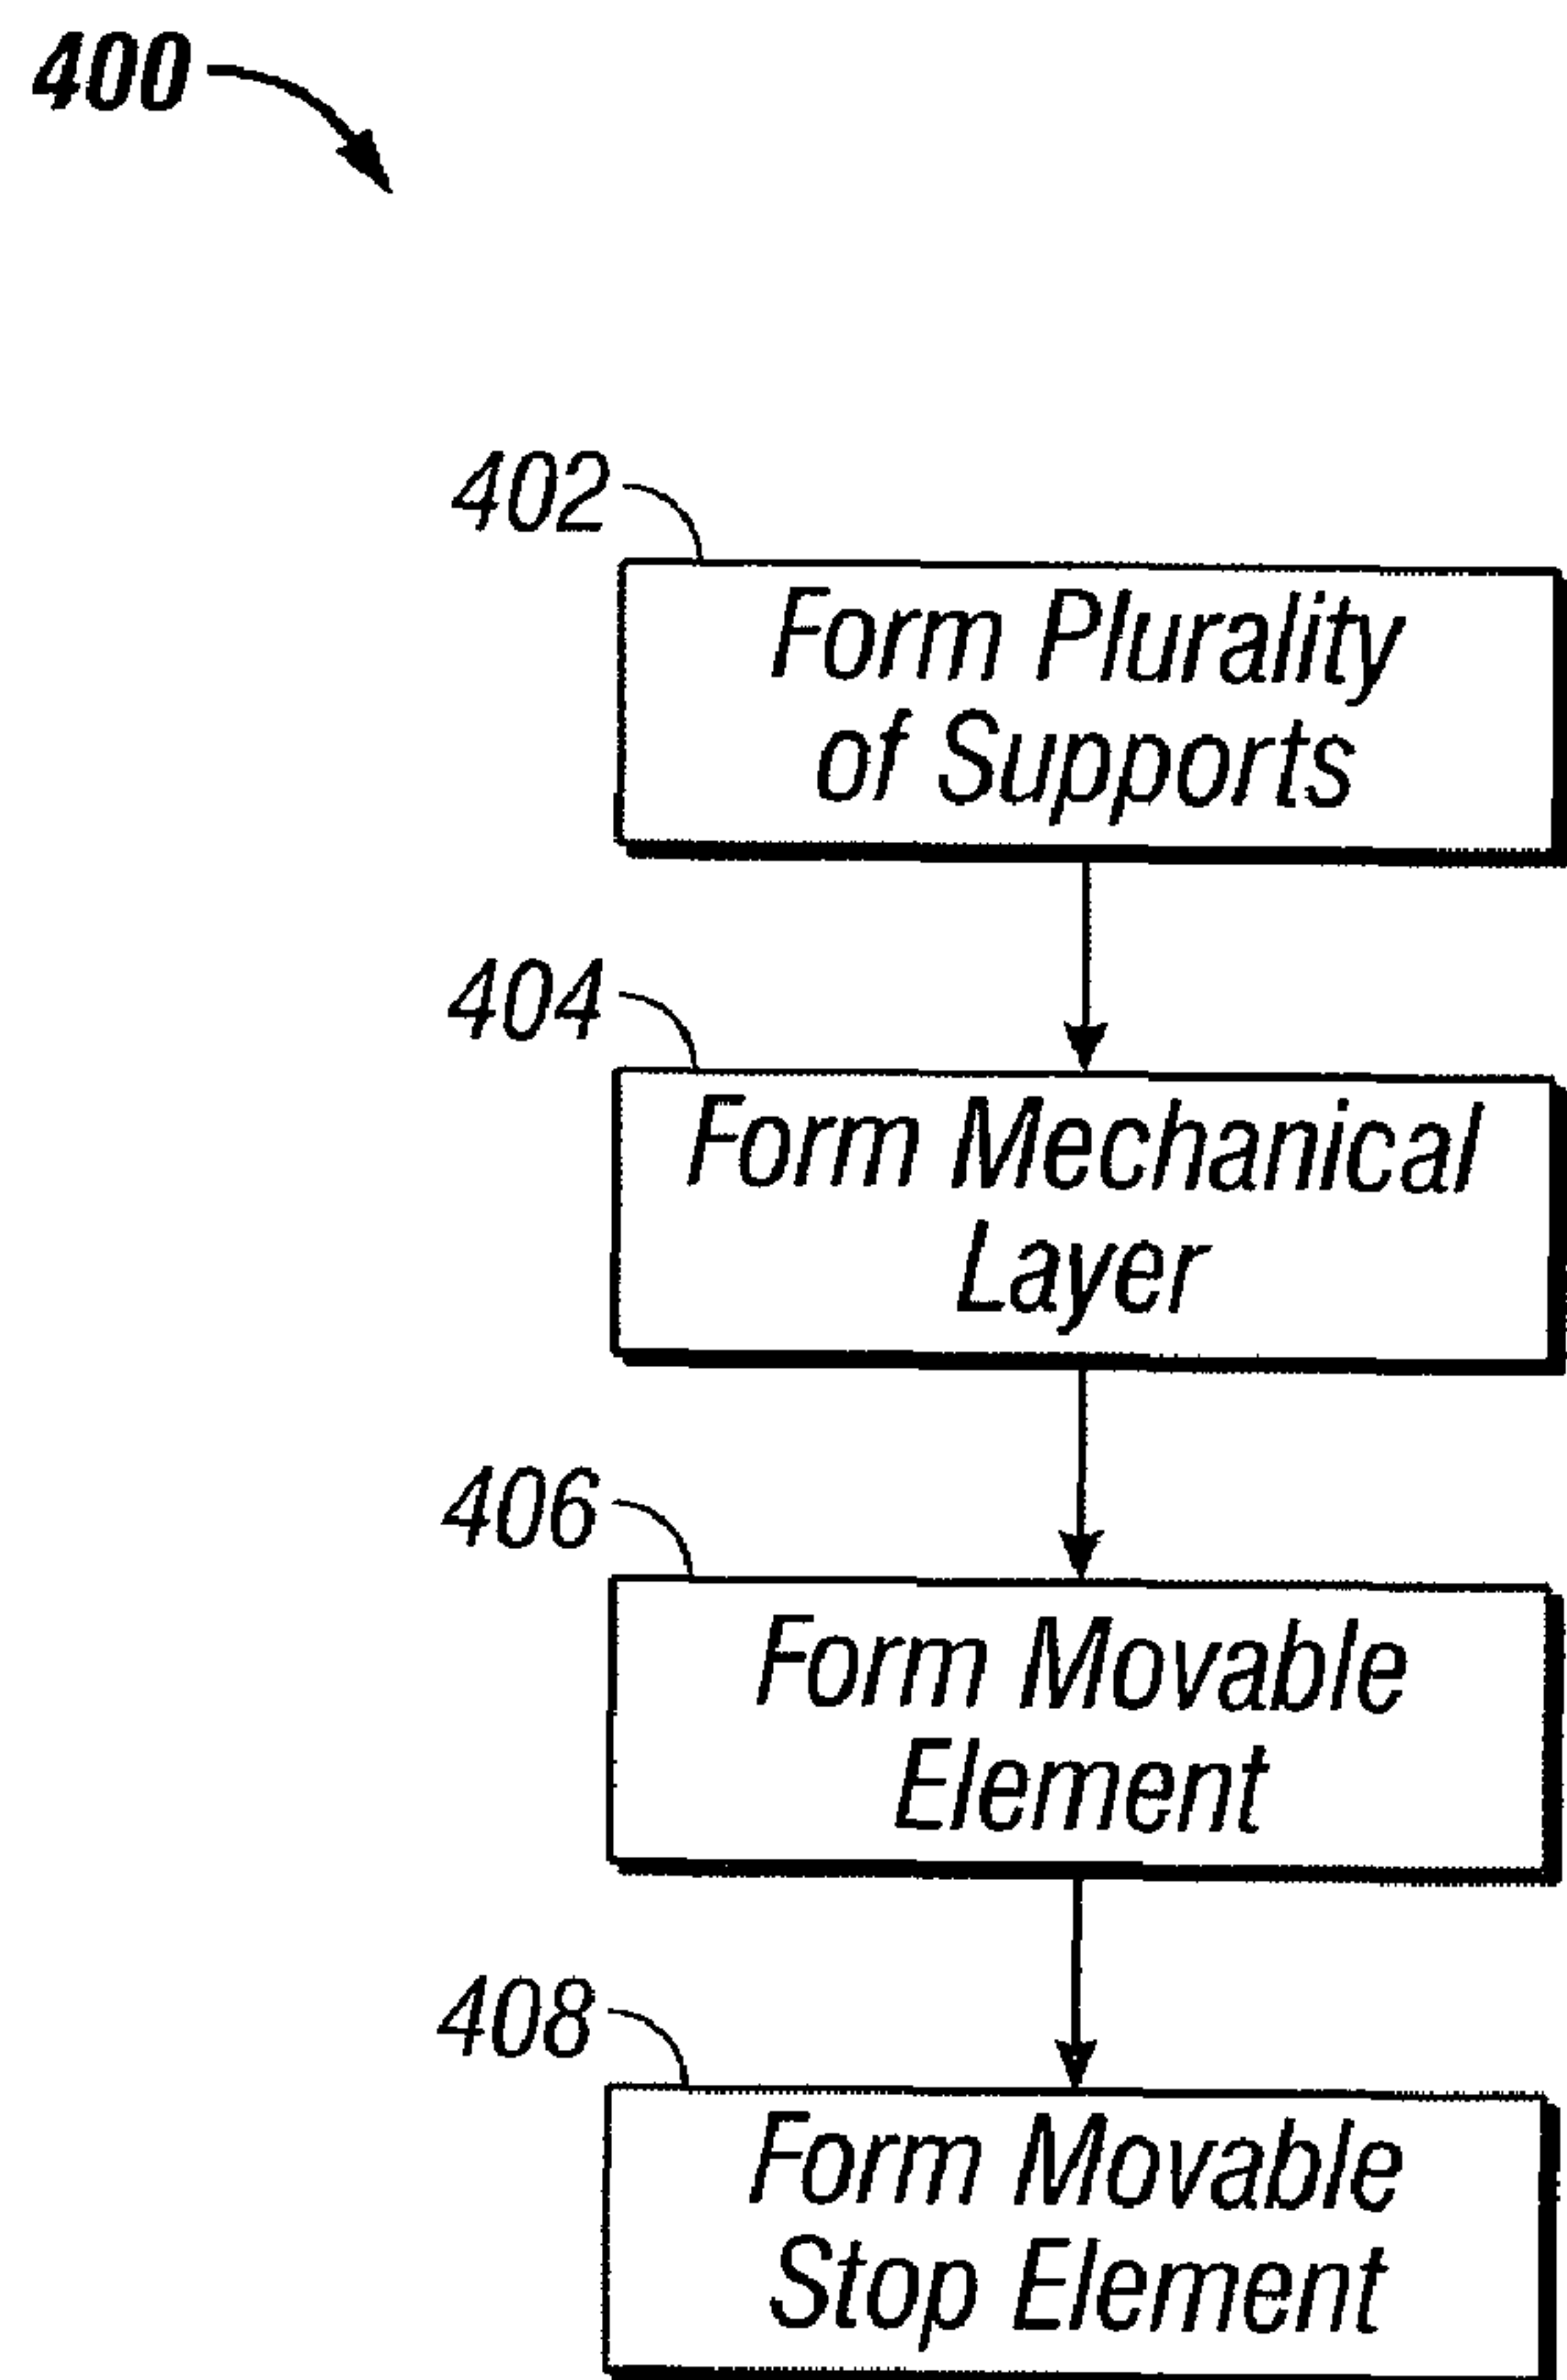 400
402
Form Plurality
of Supports
404
Form Mechanical
Layer
406
Form Movable
Element
408
Form Movable
Stop Element